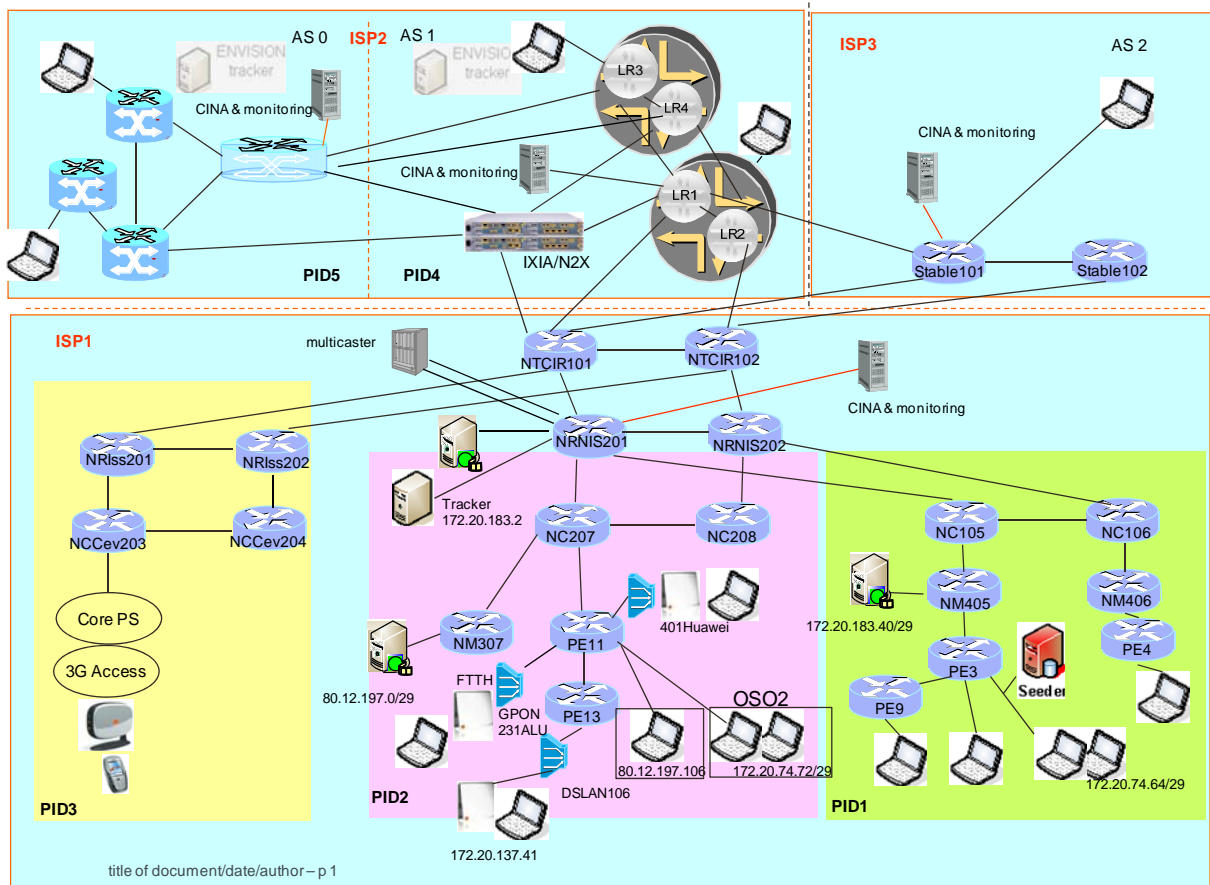 AS 0
ISP2
AS 1
ISP3
AS 2
ENVISION
tracker
ENVISION
tracker
CINA & monitoring
LR3
LR4
CINA & monitoring
CINA & monitoring
LR1
LR2
IXIA/N2X
PID5
PID4
Stable101
Stable102
ISP1
multicaster
NTCIR101
NTCIR102
CINA & monitoring
NRIss201
NRIss202
NRNIS201
NRNIS202
Tracker
172.20.183.2
NCCev203
NCCev204
NC207
NC208
NC105
NC106
Core PS
3G Access
401Huawei
NM307
PE11
NM405
NM406
172.20.183.40/29
80.12.197.0/29
FTTH
GPON
231ALU
PE13
OSO2
PE3
Seeder
PE4
PE9
80.12.197.106
172.20.74.72/29
172.20.74.64/29
DSLAN106
172.20.137.41
PID3
PID2
PID1
title of document/date/author – p 1